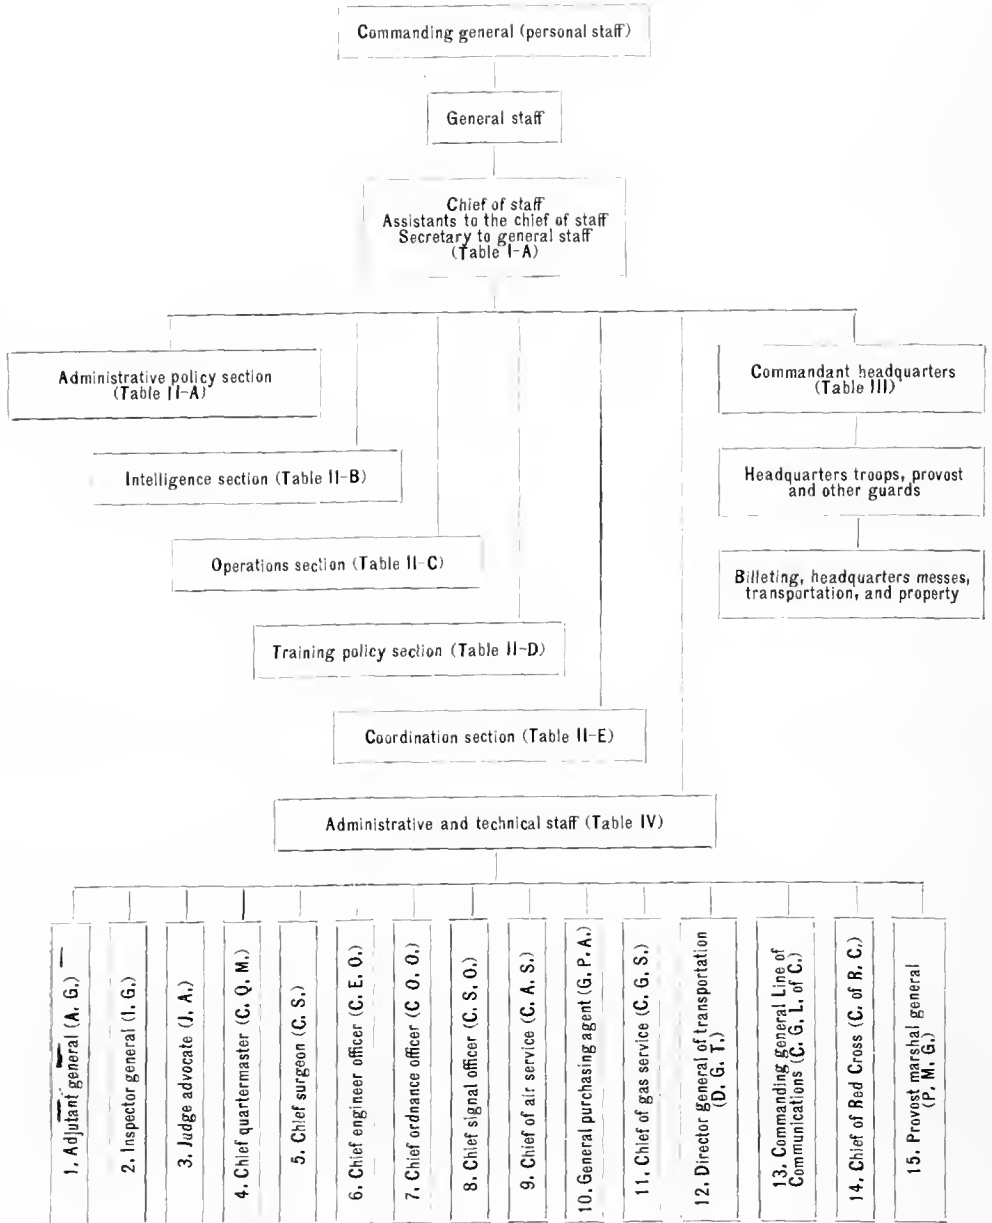 Commanding general (personal staff)
General staff
Chief of staff
Assistants to the chief of staff
Secretary to general staff
(Table I-A)
Administrative policy section
(Table II-A)
Commandant headquarters
(Table III)
Intelligence section (Table II-B)
Headquarters troops, provost
and other guards
Operations section (Table II-C)
Billeting, headquarters messes,
transportation, and property
Training policy section (Table II-D)
Coordination section (Table II-E)
Administrative and technical staff (Table IV)
1. Adjutant general (A. G.)
2. Inspector general (I. G.)
3. Judge advocate (J. A.)
4. Chief quartermaster (C. Q. M.)
5. Chief surgeon (C. S.)
6. Chief engineer officer (C. E. O.)
7. Chief ordnance officer (C O. O.)
8. Chief signal officer (C. S. O.)
9. Chief of air service (C. A. S.)
10. General purchasing agent (G. P. A.)
11. Chief of gas service (C. G. S.)
12. Director general of transportation
(D. G. T.)
13. Commanding general Line of
Communications (C. G. L. of C.)
14. Chief of Red Cross (C. of R. C.)
15. Provost marshal general
(P. M. G.)